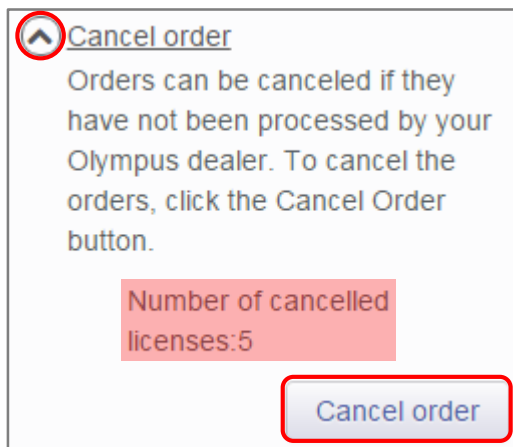 Cancel order
Orders can be canceled if they
have not been processed by your
Olympus dealer. To cancel the
orders, click the Cancel Order
button.
Number of cancelled
licenses:5
Cancel order